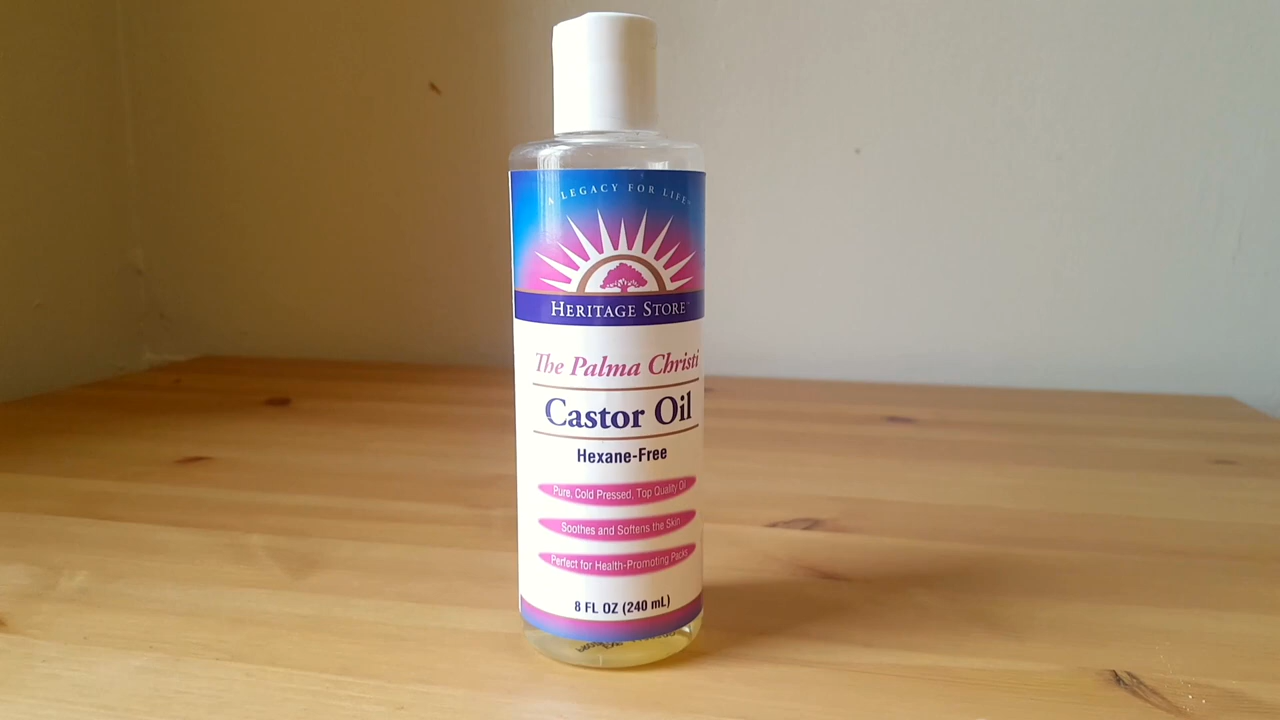 A LEGACY FOR LIFE
HERITAGE STORE™
The Palma Christi
Castor Oil
Hexane-Free
Pure, Cold Pressed, Top Quality Oil
Soothes and Softens the Skin
Perfect for Health-Promoting Packs
8 FL OZ (240 mL)